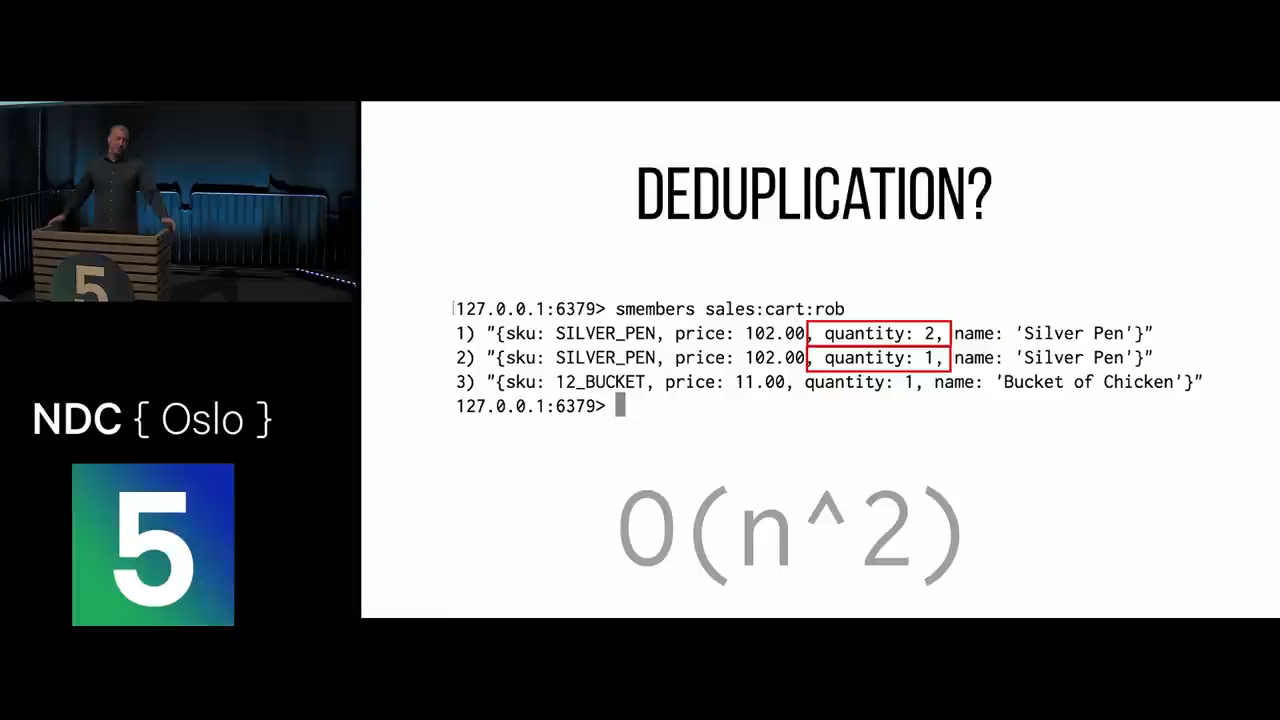 DEDUPLICATION?
127.0.0.1:6379> smembers sales:cart:rob
1) "{sku: SILVER_PEN, price: 102.00, quantity: 2, name: 'Silver Pen'}"
2) "{sku: SILVER_PEN, price: 102.00, quantity: 1, name: 'Silver Pen'}"
3) "{sku: 12_BUCKET, price: 11.00, quantity: 1, name: 'Bucket of Chicken'}"
127.0.0.1:6379>
O(n^2)
5
NDC { Oslo }
5